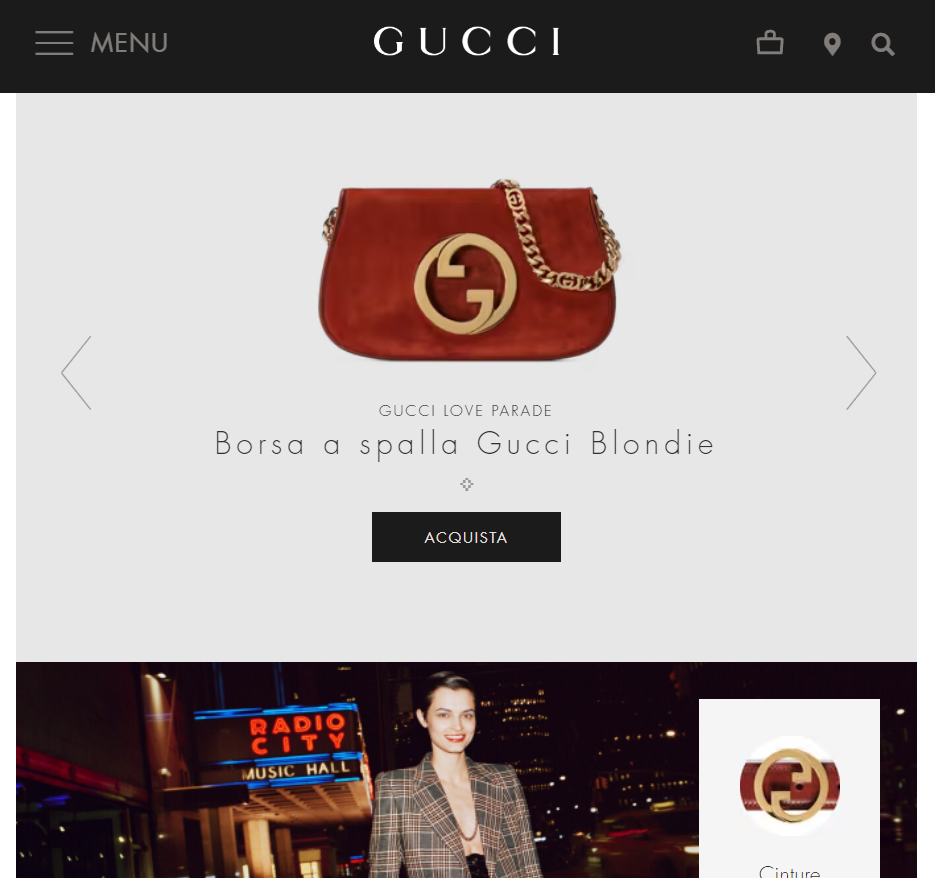 MENU
GUCCI
GUCCI LOVE PARADE
Borsa a spalla Gucci Blondie
ACQUISTA
RADIO
CITY
MUSIC HALL
Cinture